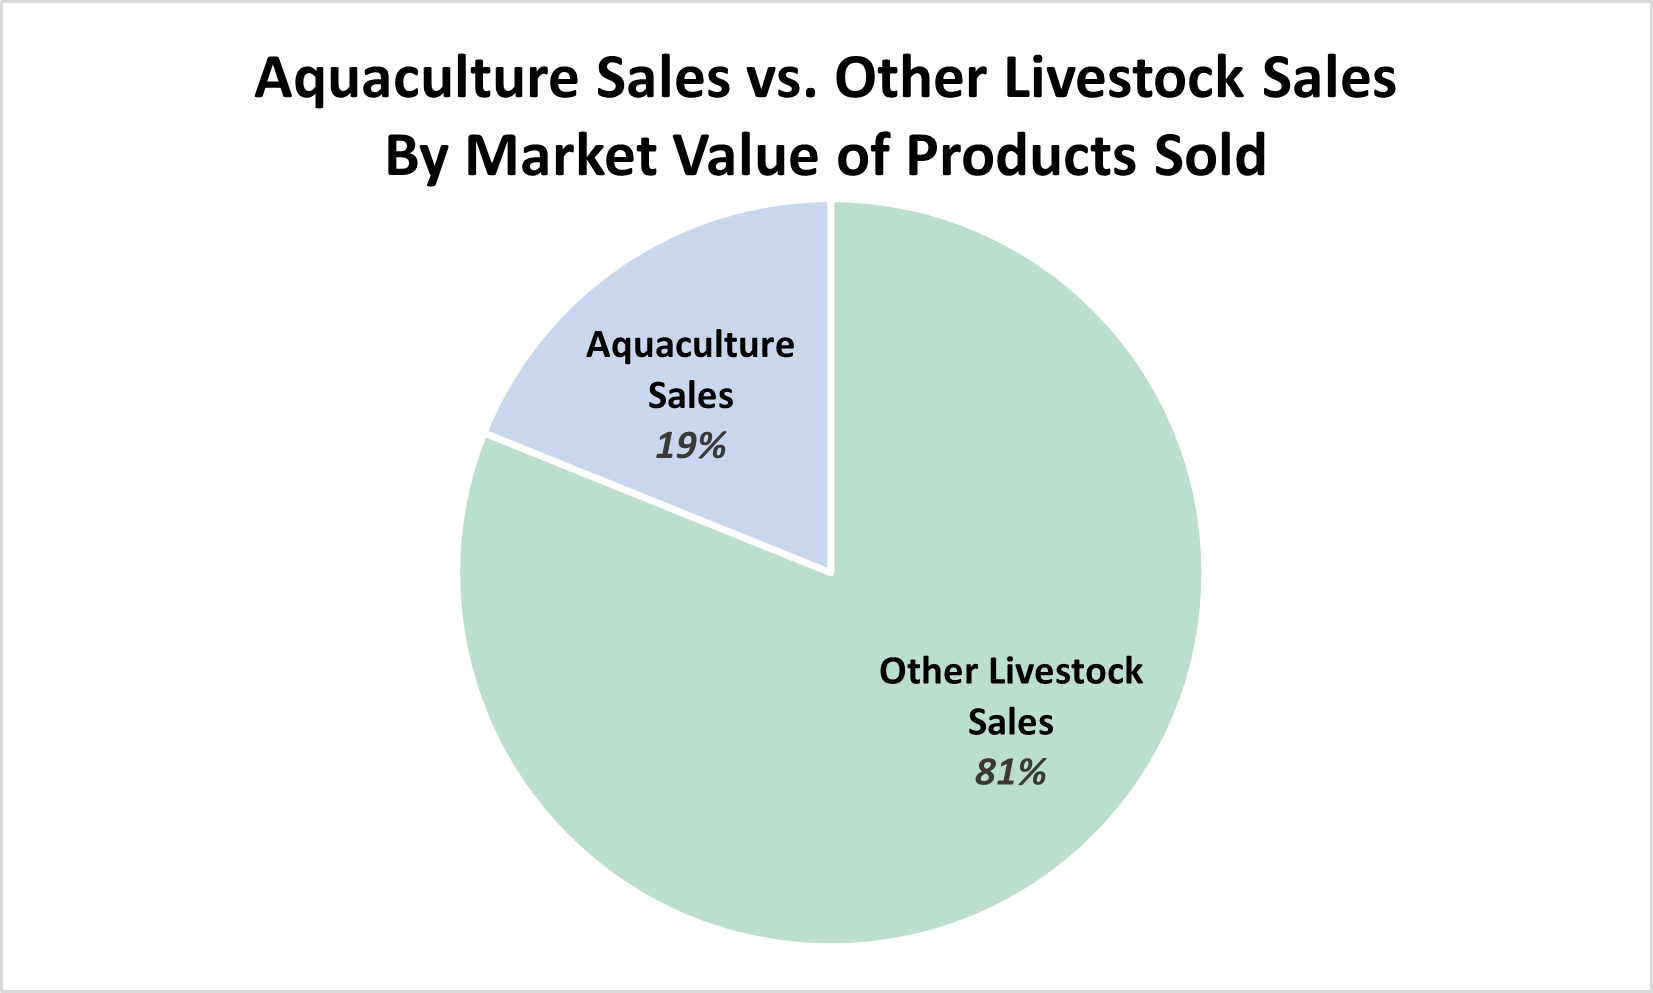 Aquaculture Sales vs. Other Livestock Sales
By Market Value of Products Sold
Aquaculture
Sales
19%
Other Livestock
Sales
81%